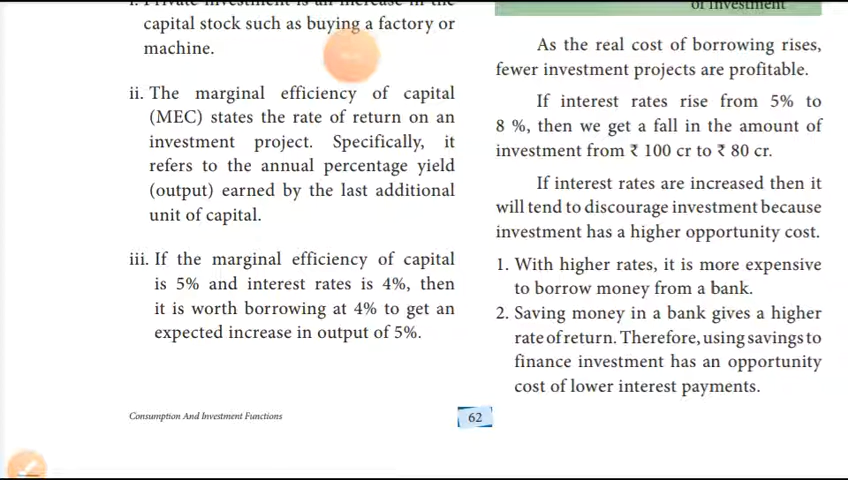 i. Private investment is an increase in the
capital stock such as buying a factory or
machine.
ii. The marginal efficiency of capital
(MEC) states the rate of return on an
investment project. Specifically, it
refers to the annual percentage yield
(output) earned by the last additional
unit of capital.
iii. If the marginal efficiency of capital
is 5% and interest rates is 4%, then
it is worth borrowing at 4% to get an
expected increase in output of 5%.
of Investment
As the real cost of borrowing rises,
fewer investment projects are profitable.
If interest rates rise from 5% to
8 %, then we get a fall in the amount of
investment from ₹ 100 cr to ₹ 80 cr.
If interest rates are increased then it
will tend to discourage investment because
investment has a higher opportunity cost.
1. With higher rates, it is more expensive
to borrow money from a bank.
2. Saving money in a bank gives a higher
rate of return. Therefore, using savings to
finance investment has an opportunity
cost of lower interest payments.
Consumption And Investment Functions
62